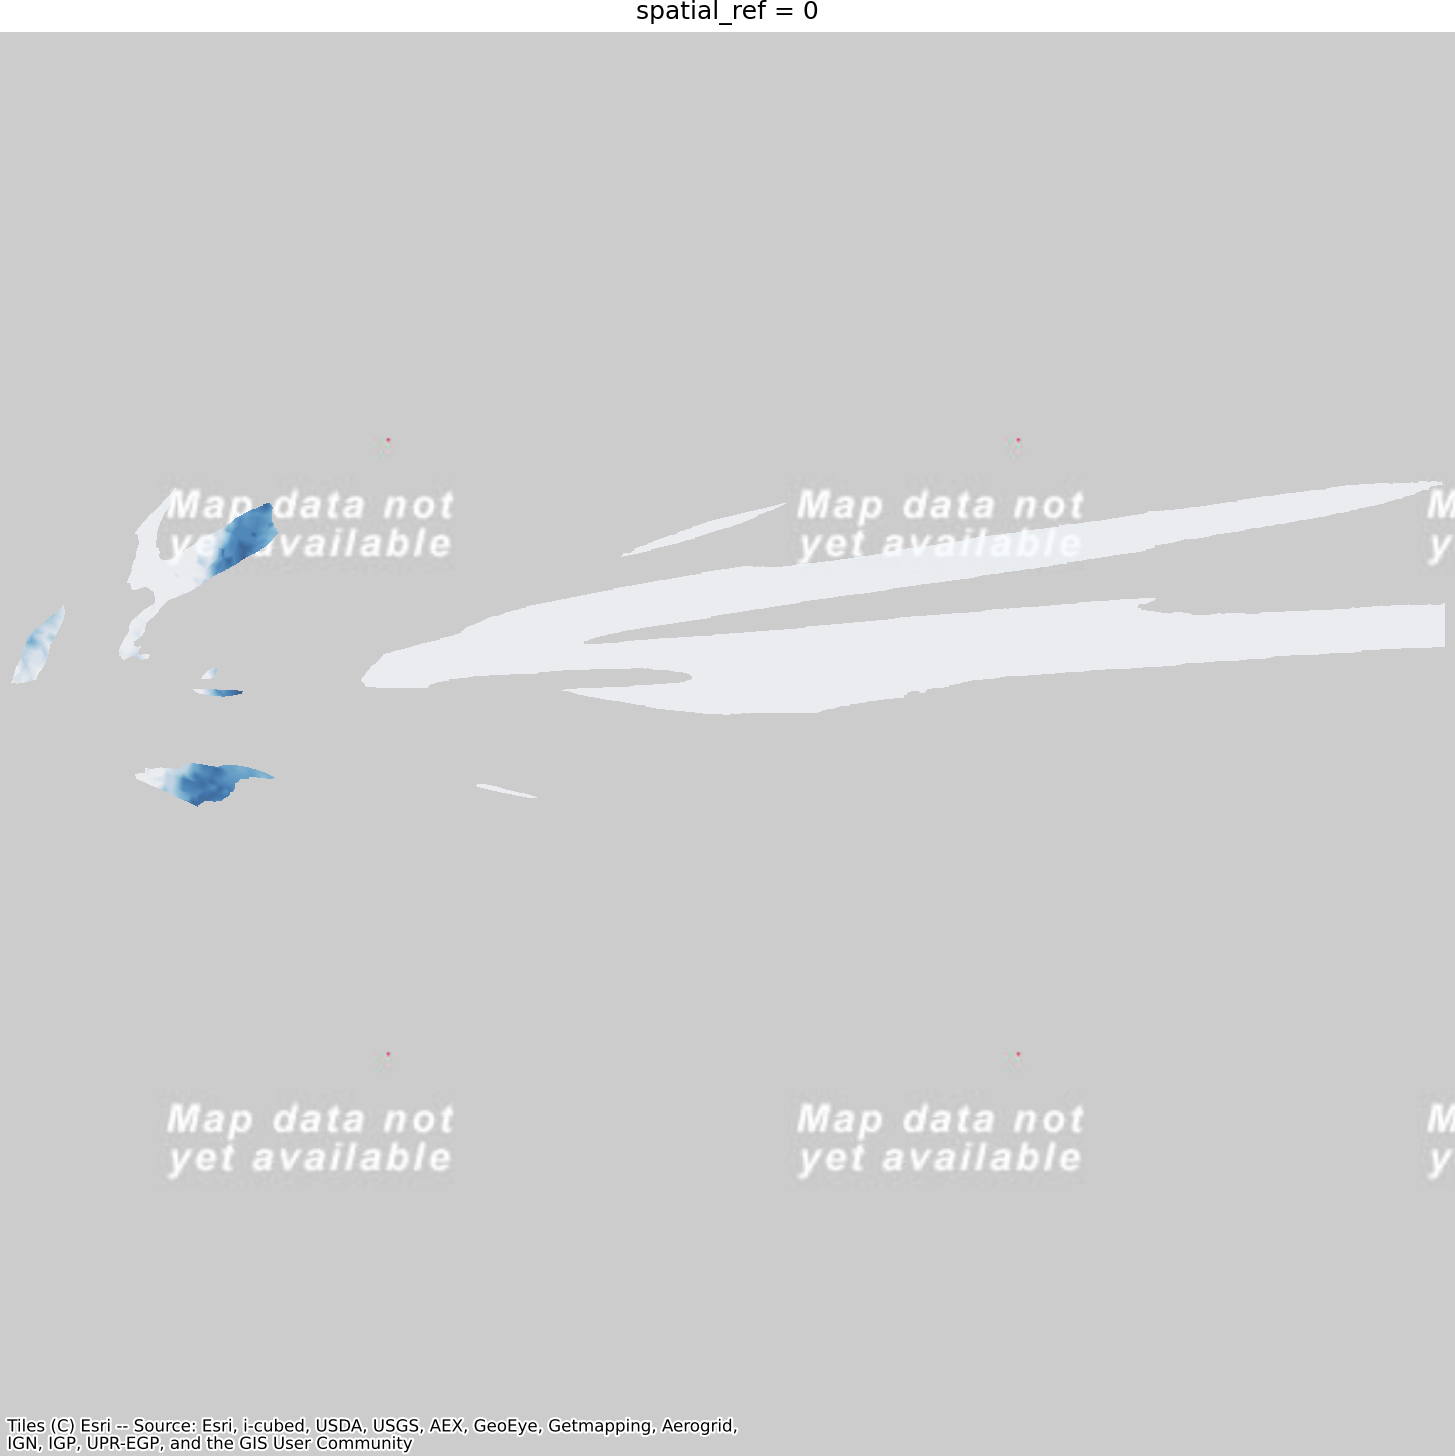 spatial_ref = 0
Map data not
yet available
Map data not
yet available
M
y
Map data not
yet available
Map data not
yet available
M
y
Tiles (C) Esri -- Source: Esri, i-cubed, USDA, USGS, AEX, GeoEye, Getmapping, Aerogrid,
IGN, IGP, UPR-EGP, and the GIS User Community